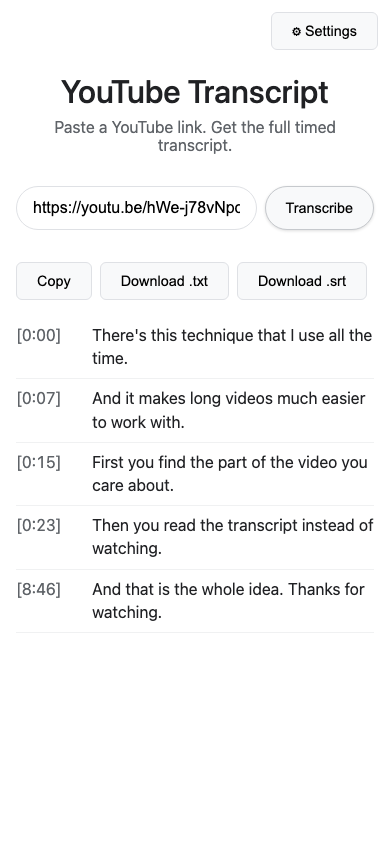 ⚙ Settings
YouTube Transcript
Paste a YouTube link. Get the full timed
transcript.
https://youtu.be/hWe-j78vNpc
Transcribe
Copy
Download .txt
Download .srt
[0:00] There's this technique that I use all the
time.
[0:07] And it makes long videos much easier
to work with.
[0:15] First you find the part of the video you
care about.
[0:23] Then you read the transcript instead of
watching.
[8:46] And that is the whole idea. Thanks for
watching.